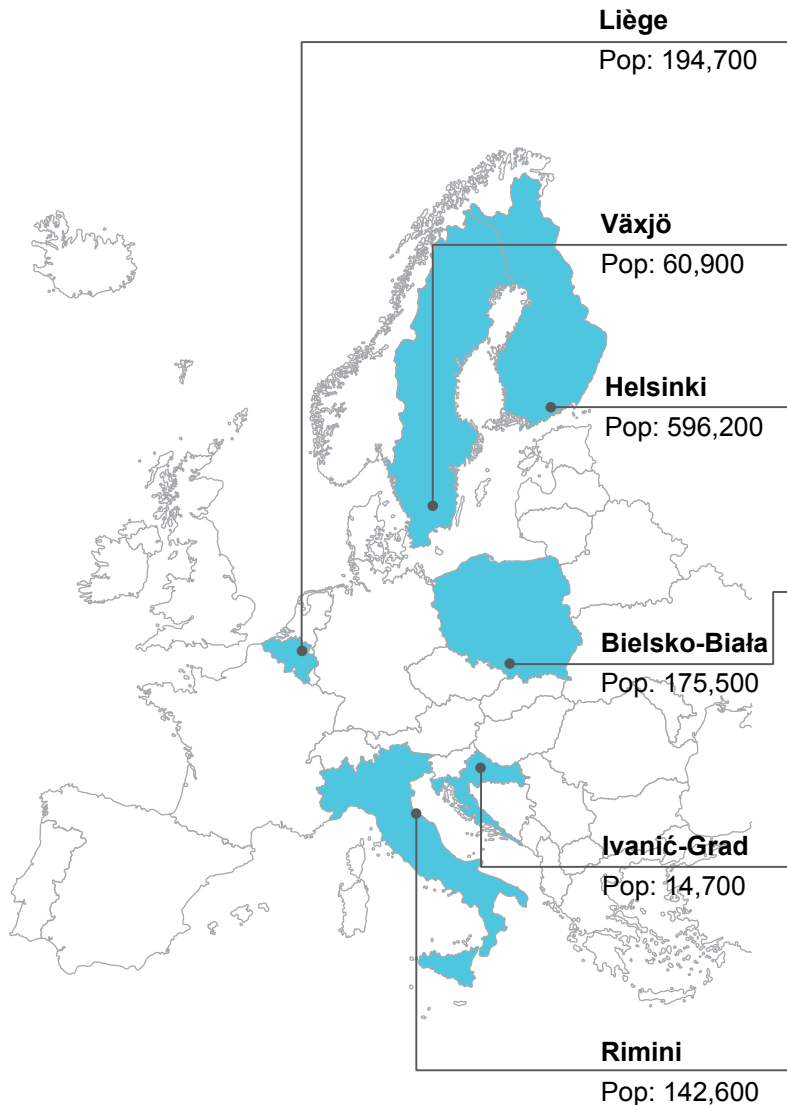 Liège
Pop: 194,700
Växjö
Pop: 60,900
Helsinki
Pop: 596,200
Bielsko-Biała
Pop. 175,500
Ivanić-Grad
Pop: 14,700
Rimini
Pop: 142,600